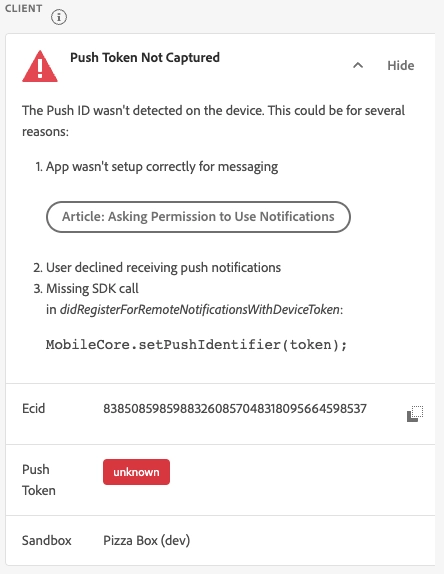 CLIENT
Push Token Not Captured
Hide
The Push ID wasn't detected on the device. This could be for several
reasons:
1. App wasn't setup correctly for messaging
Article: Asking Permission to Use Notifications
2. User declined receiving push notifications
3. Missing SDK call
in didRegisterForRemoteNotificationsWithDeviceToken:
MobileCore.setPushIdentifier(token);
Ecid
83850859859883260857048318095664598537
Push
Token
unknown
Sandbox
Pizza Box (dev)